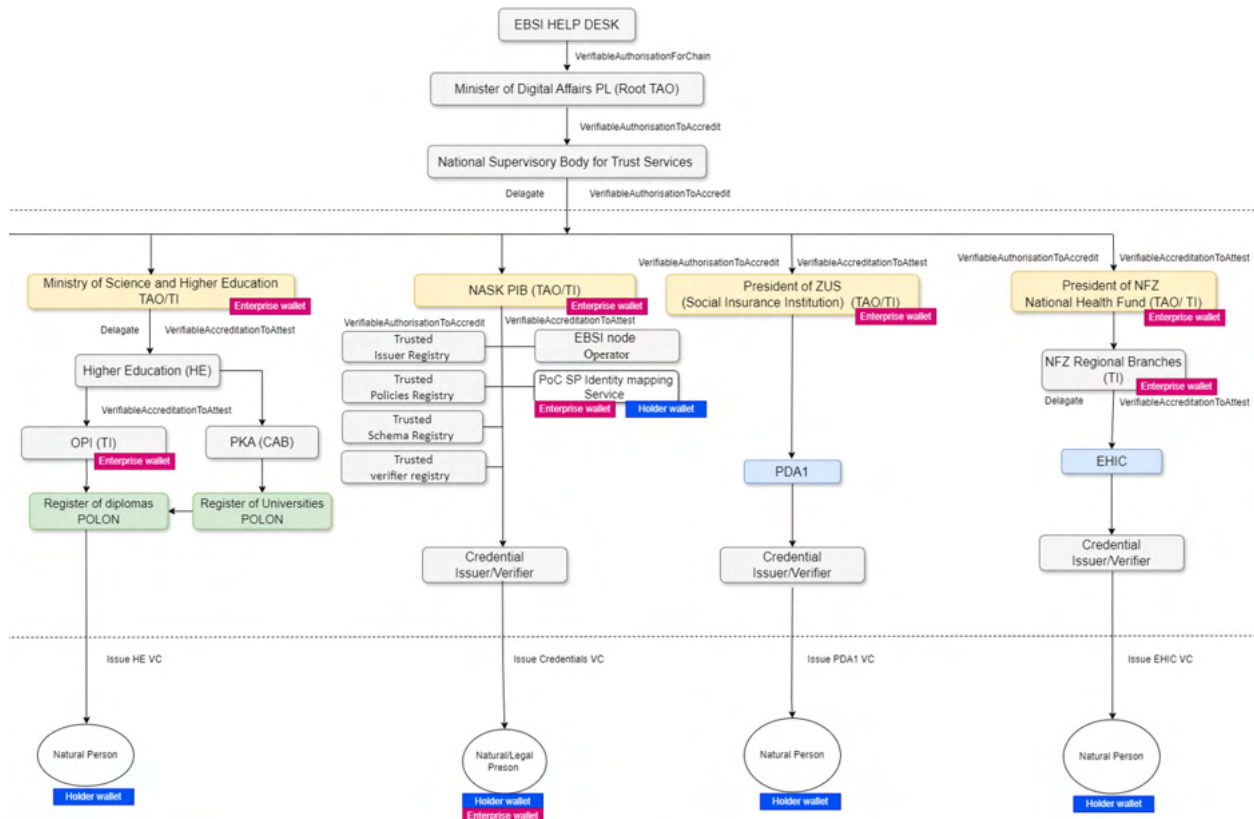 EBSI HELP DESK
VerifiableAuthorisationForChain
Minister of Digital Affairs PL (Root TAO)
VerifiableAuthorisationToAccredit
National Supervisory Body for Trust Services
Delagate
VerifiableAuthorisationToAccredit
Ministry of Science and Higher Education
TAO/TI
Enterprise wallet
Delagate
VerifiableAccreditationToAttest
Higher Education (HE)
VerifiableAccreditationToAttest
OPI (TI)
Enterprise wallet
PKA (CAB)
Register of diplomas
POLON
Register of Universities
POLON
Issue HE VC
Natural Person
Holder wallet
NASK PIB (TAO/TI)
Enterprise wallet
VerifiableAuthorisationToAccredit
VerifiableAccreditationToAttest
Trusted
Issuer Registry
EBSI node
Operator
Trusted
Policies Registry
PoC SP Identity mapping
Service
Enterprise wallet
Holder wallet
Trusted
Schema Registry
Trusted
verifier registry
Credential
Issuer/Verifier
Issue Credentials VC
Natural/Legal
Preson
Holder wallet
Enterprise wallet
VerifiableAuthorisationToAccredit
VerifiableAccreditationToAttest
President of ZUS
(Social Insurance Institution) (TAO/TI)
Enterprise wallet
PDA1
Credential
Issuer/Verifier
Issue PDA1 VC
Natural Person
Holder wallet
VerifiableAuthorisationToAccredit
VerifiableAccreditationToAttest
President of NFZ
National Health Fund (TAO/ TI)
Enterprise wallet
NFZ Regional Branches
(TI)
Enterprise wallet
Delagate
VerifiableAccreditationToAttest
EHIC
Credential
Issuer/Verifier
Issue EHIC VC
Natural Person
Holder wallet